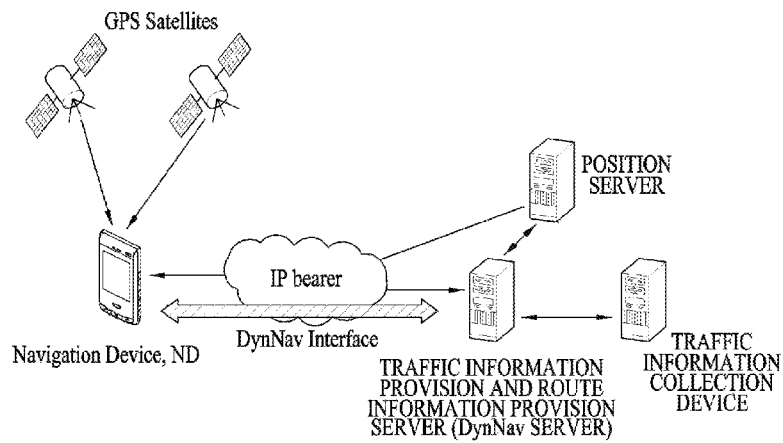 GPS Satellites
POSITION
SERVER
IP bearer
DynNav Interface
Navigation Device, ND
TRAFFIC INFORMATION
PROVISION AND ROUTE
INFORMATION PROVISION
SERVER (DynNav SERVER)
TRAFFIC
INFORMATION
COLLECTION
DEVICE